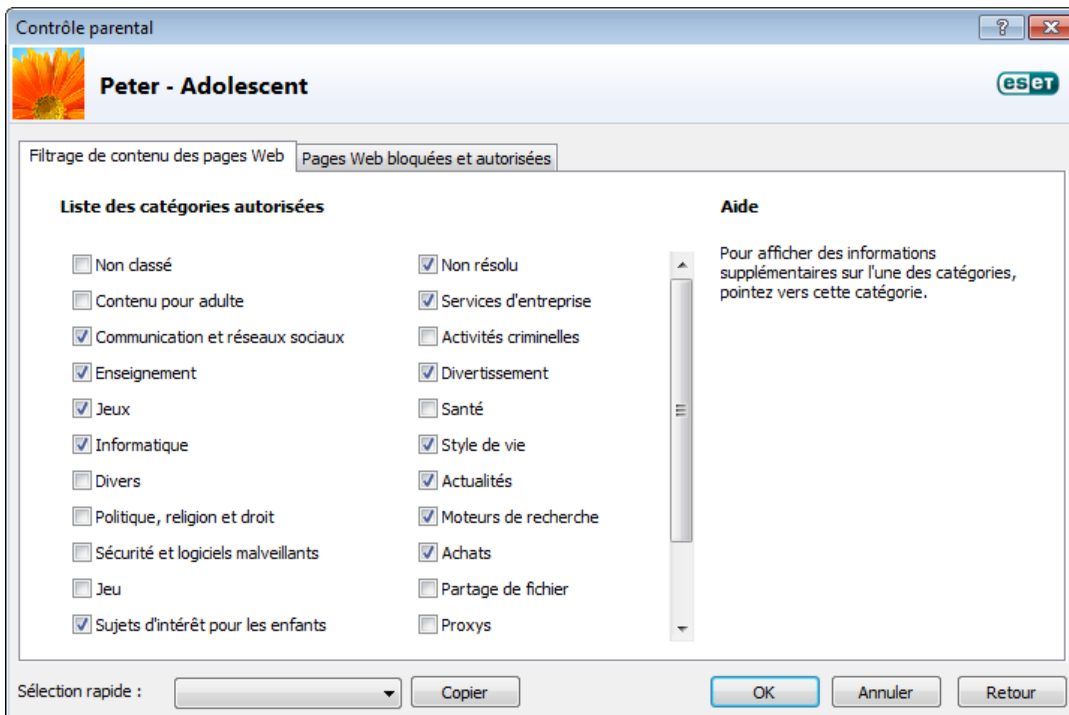 Contrôle parental
Peter - Adolescent
eset
Filtrage de contenu des pages Web
Pages Web bloquées et autorisées
Liste des catégories autorisées
Non classé
Contenu pour adulte
Communication et réseaux sociaux
Enseignement
Jeux
Informatique
Divers
Politique, religion et droit
Sécurité et logiciels malveillants
Jeu
Sujets d'intérêt pour les enfants
Non résolu
Services d'entreprise
Activités criminelles
Divertissement
Santé
Style de vie
Actualités
Moteurs de recherche
Achats
Partage de fichier
Proxys
Aide
Pour afficher des informations
supplémentaires sur l'une des catégories,
pointez vers cette catégorie.
Sélection rapide :
Copier
OK
Annuler
Retour